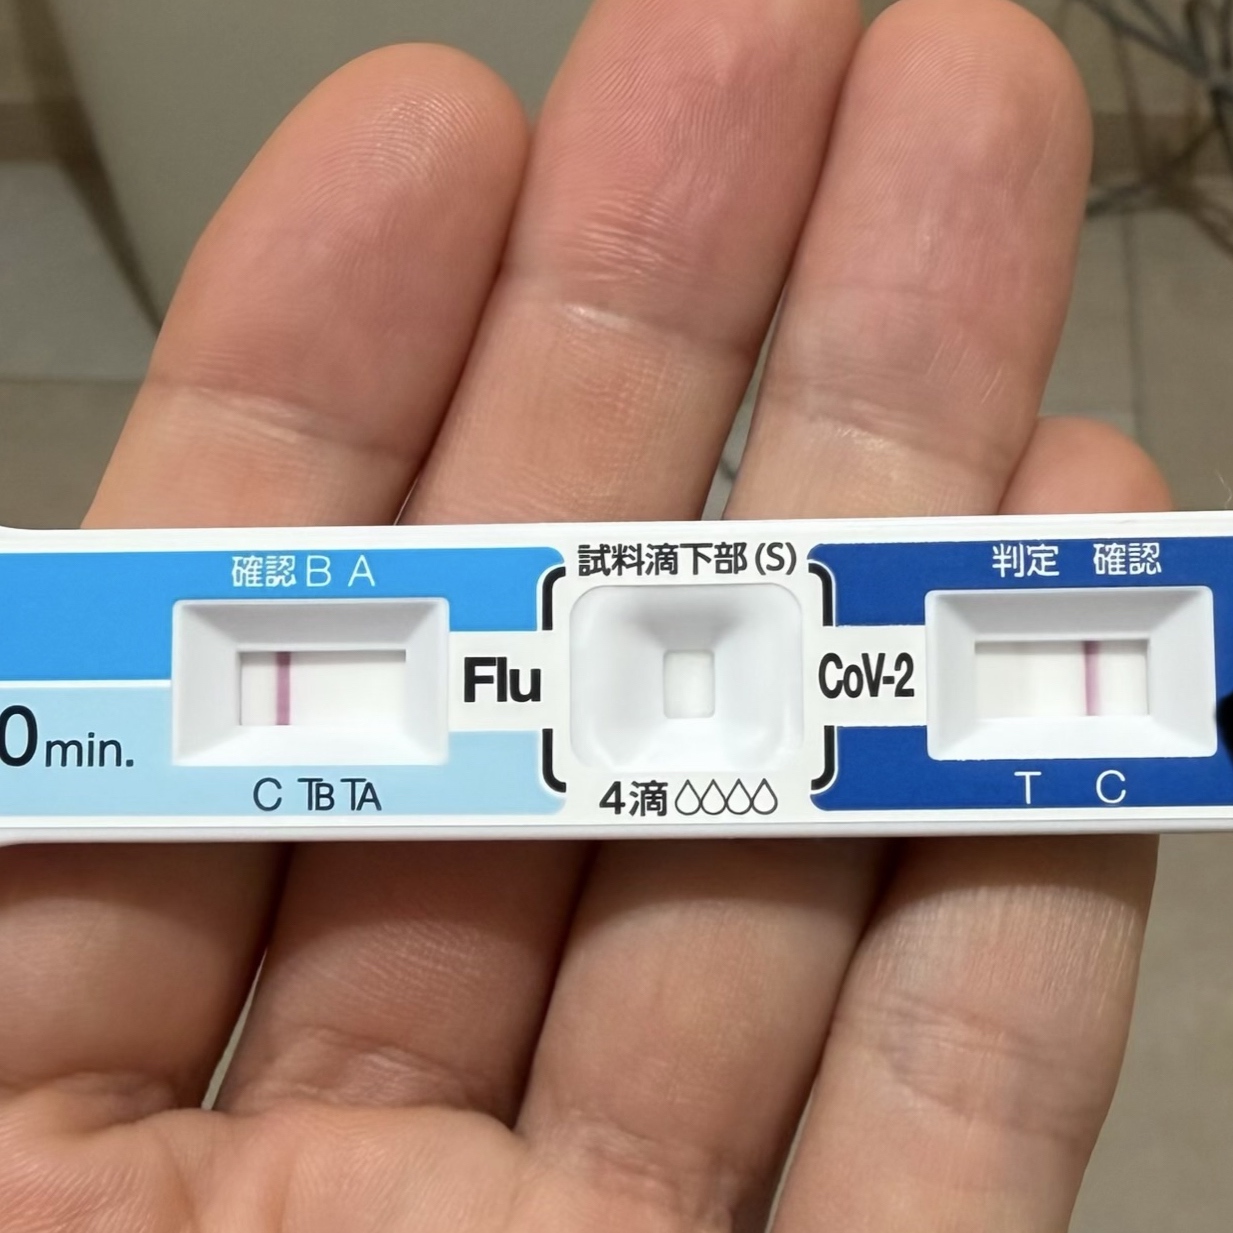 確認 B A
0min.
C TB TA
Flu
試料滴下部(S)
4滴
CoV-2
判定 確認
T C